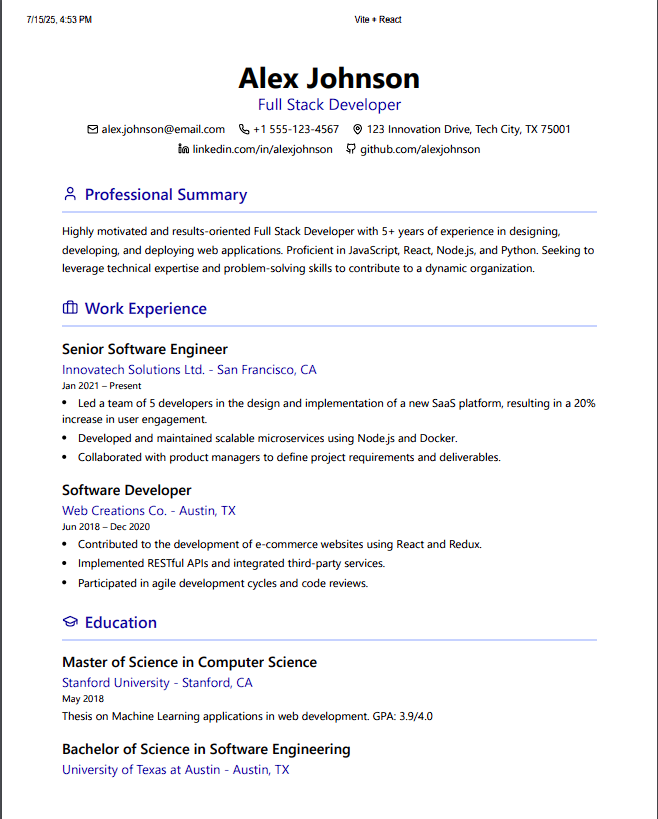 7/15/25, 4:53 PM Vite + React
Alex Johnson
Full Stack Developer
alex.johnson@email.com +1 555-123-4567 123 Innovation Drive, Tech City, TX 75001
linkedin.com/in/alexjohnson github.com/alexjohnson
Professional Summary
Highly motivated and results-oriented Full Stack Developer with 5+ years of experience in designing,
developing, and deploying web applications. Proficient in JavaScript, React, Node.js, and Python. Seeking to
leverage technical expertise and problem-solving skills to contribute to a dynamic organization.
Work Experience
Senior Software Engineer
Innovatech Solutions Ltd. - San Francisco, CA
Jan 2021 – Present
• Led a team of 5 developers in the design and implementation of a new SaaS platform, resulting in a 20%
increase in user engagement.
• Developed and maintained scalable microservices using Node.js and Docker.
• Collaborated with product managers to define project requirements and deliverables.
Software Developer
Web Creations Co. - Austin, TX
Jun 2018 – Dec 2020
• Contributed to the development of e-commerce websites using React and Redux.
• Implemented RESTful APIs and integrated third-party services.
• Participated in agile development cycles and code reviews.
Education
Master of Science in Computer Science
Stanford University - Stanford, CA
May 2018
Thesis on Machine Learning applications in web development. GPA: 3.9/4.0
Bachelor of Science in Software Engineering
University of Texas at Austin - Austin, TX